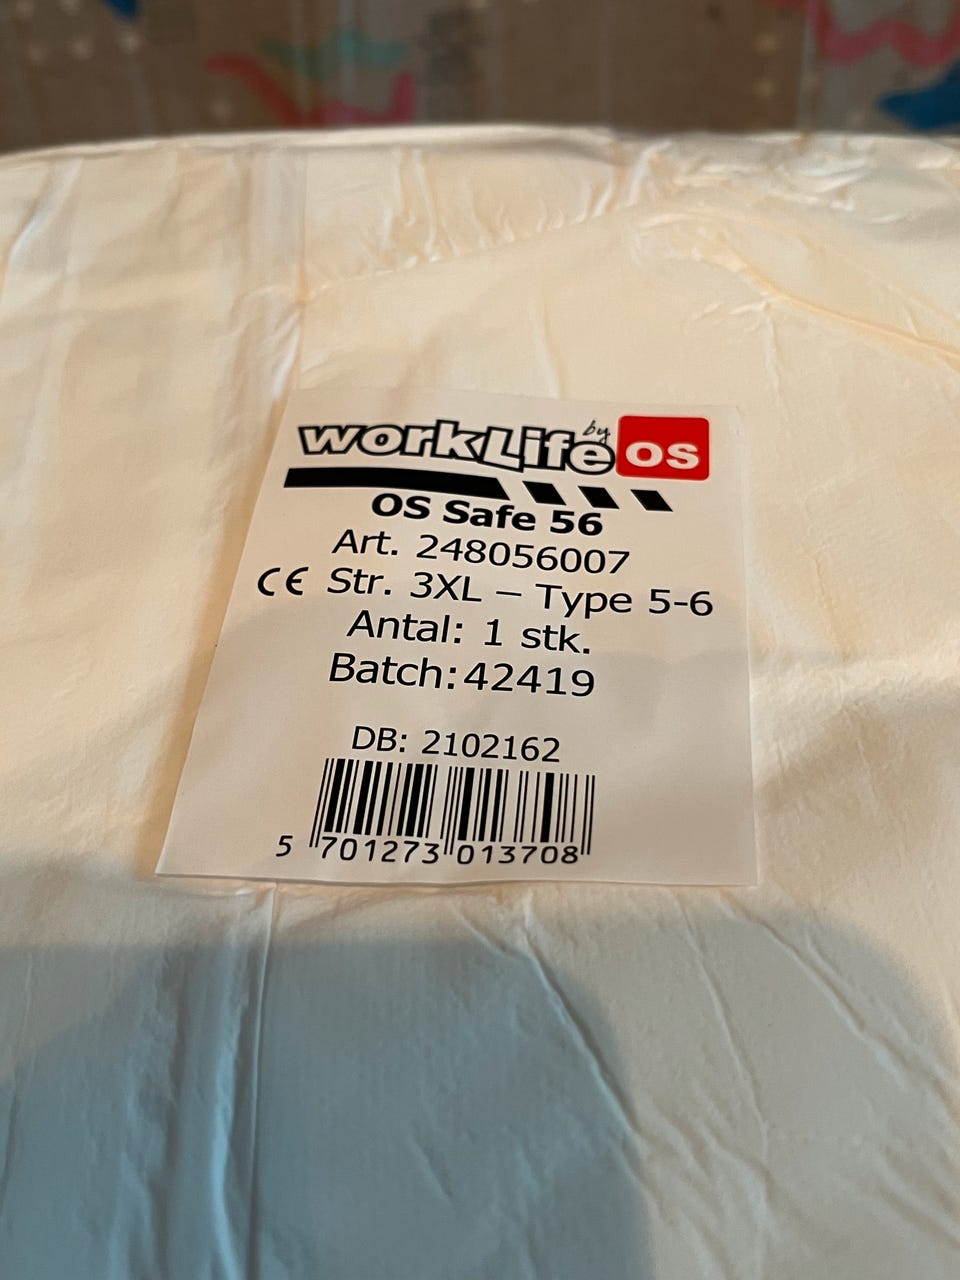 workLife by os
OS Safe 56
Art. 248056007
CE Str. 3XL – Type 5-6
Antal: 1 stk.
Batch: 42419
DB: 2102162
5 701273 013708